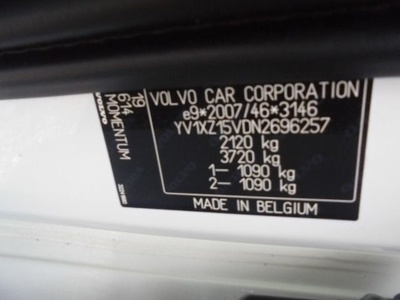 VOLVO CAR CORPORATION
e9*2007/46*3146
YV1XZ15VDN2696257
2120 kg
3720 kg
1– 1090 kg
2– 1090 kg
MADE IN BELGIUM
19
614
MOMENTUM
VOLVO